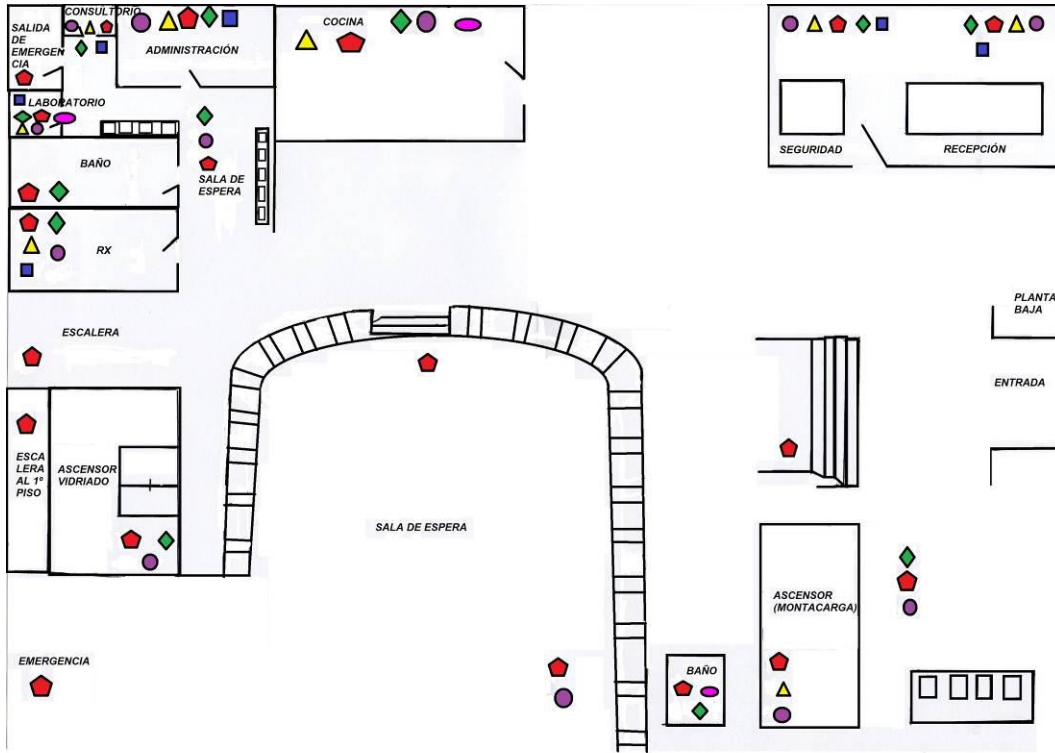 CONSULTORIO
SALIDA
DE
EMERGEN
CIA
ADMINISTRACIÓN
COCINA
LABORATORIO
BAÑO
SALA DE
ESPERA
SEGURIDAD
RECEPCIÓN
RX
PLANTA
BAJA
ESCALERA
ENTRADA
ESCA
LERA
AL 1º
PISO
ASCENSOR
VIDRIADO
SALA DE ESPERA
ASCENSOR
(MONTACARGA)
EMERGENCIA
BAÑO